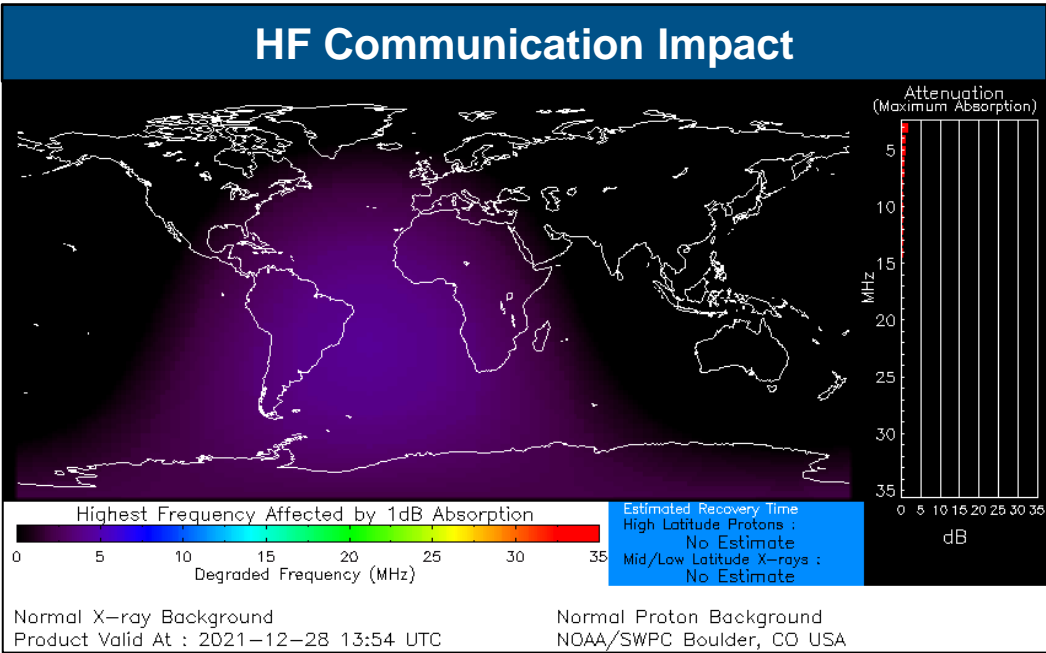 HF Communication Impact
Attenuation
(Maximum Absorption)
5
10
15
20
25
30
35
MHz
0 5 10 15 20 25 30 35
dB
Highest Frequency Affected by 1dB Absorption
0 5 10 15 20 25 30 35
Degraded Frequency (MHz)
Estimated Recovery Time
High Latitude Protons :
No Estimate
Mid/Low Latitude X-rays :
No Estimate
Normal X-ray Background
Product Valid At : 2021-12-28 13:54 UTC
Normal Proton Background
NOAA/SWPC Boulder, CO USA